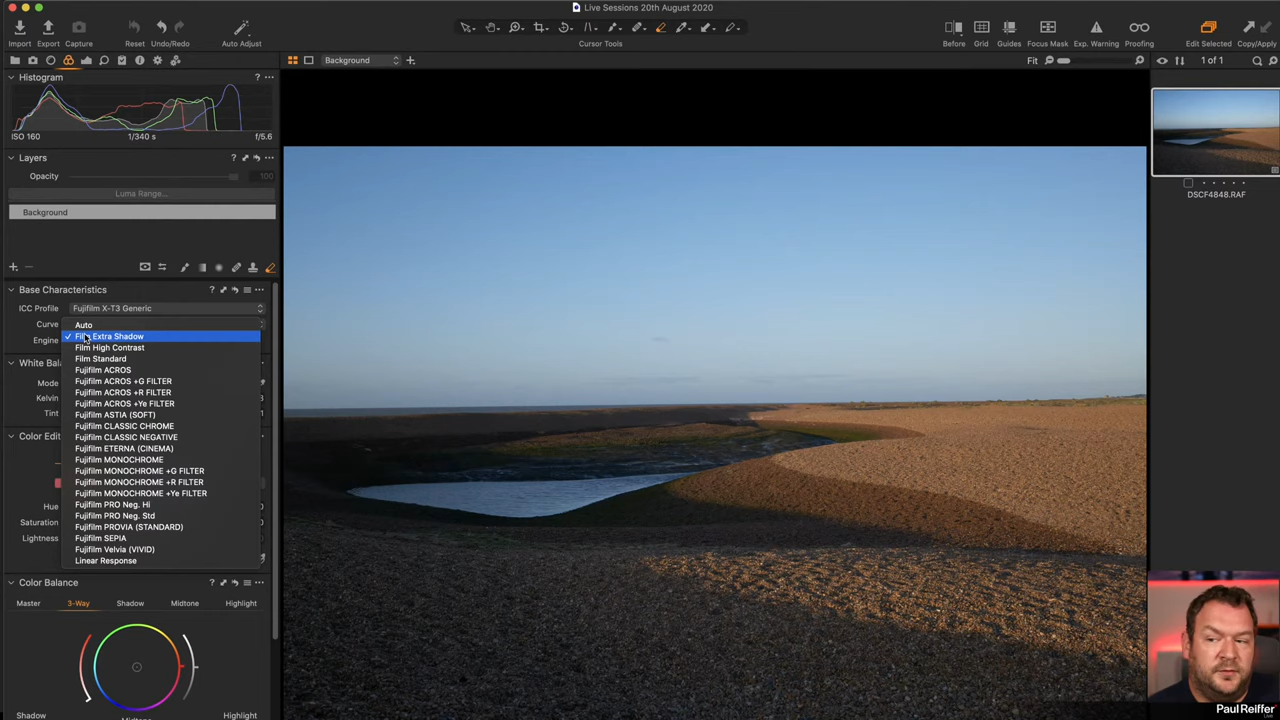 Live Sessions 20th August 2020
Import Export Capture Reset Undo/Redo Auto Adjust Cursor Tools Before Grid Guides Focus Mask Exp. Warning Proofing Edit Selected Copy/Apply
Background
Fit
1 of 1
Histogram ? ...
ISO 160 1/340 s f/5.6
Layers ? ...
Opacity 100
Luma Range...
Background
Base Characteristics ? ...
ICC Profile Fujifilm X-T3 Generic
Curve
Engine
Auto
✓ Film Extra Shadow
Film High Contrast
Film Standard
Fujifilm ACROS
Fujifilm ACROS +G FILTER
Fujifilm ACROS +R FILTER
Fujifilm ACROS +Ye FILTER
Fujifilm ASTIA (SOFT)
Fujifilm CLASSIC CHROME
Fujifilm CLASSIC NEGATIVE
Fujifilm ETERNA (CINEMA)
Fujifilm MONOCHROME
Fujifilm MONOCHROME +G FILTER
Fujifilm MONOCHROME +R FILTER
Fujifilm MONOCHROME +Ye FILTER
Fujifilm PRO Neg. Hi
Fujifilm PRO Neg. Std
Fujifilm PROVIA (STANDARD)
Fujifilm SEPIA
Fujifilm Velvia (VIVID)
Linear Response
White Bala
Mode
Kelvin
Tint
Color Edit
Hue
Saturation
Lightness
Color Balance ? ...
Master 3-Way Shadow Midtone Highlight
Shadow Highlight
DSCF4848.RAF
Paul Reiffer